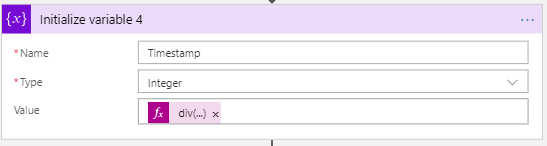 {x} Initialize variable 4 ...
* Name Timestamp
* Type Integer
Value fx div(...) ×